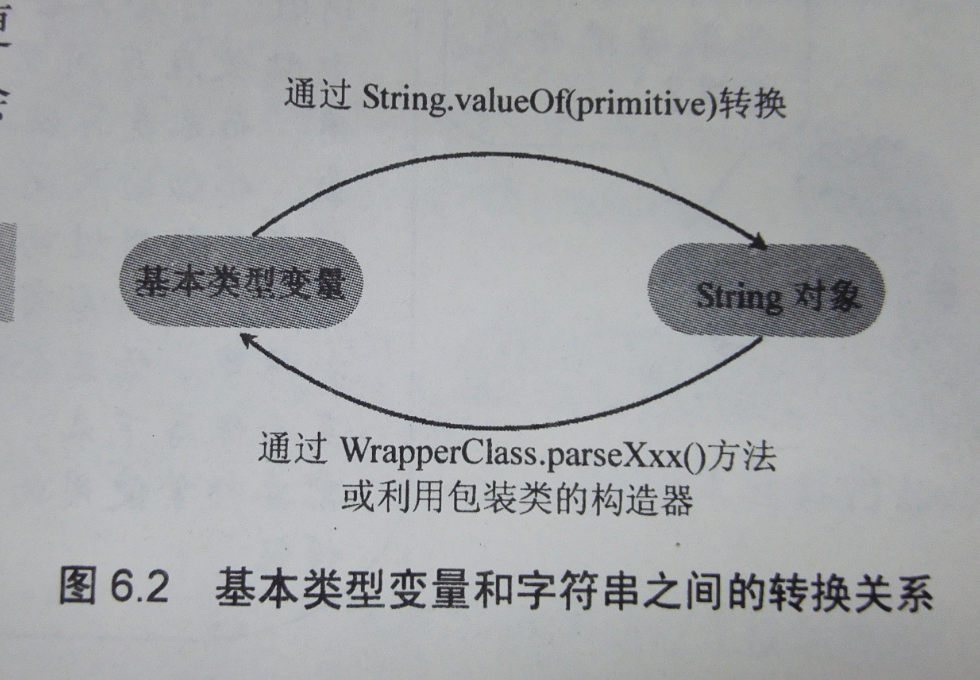 通过 String.valueOf(primitive)转换
基本类型变量
String 对象
通过 WrapperClass.parseXxx()方法
或利用包装类的构造器
图 6.2 基本类型变量和字符串之间的转换关系